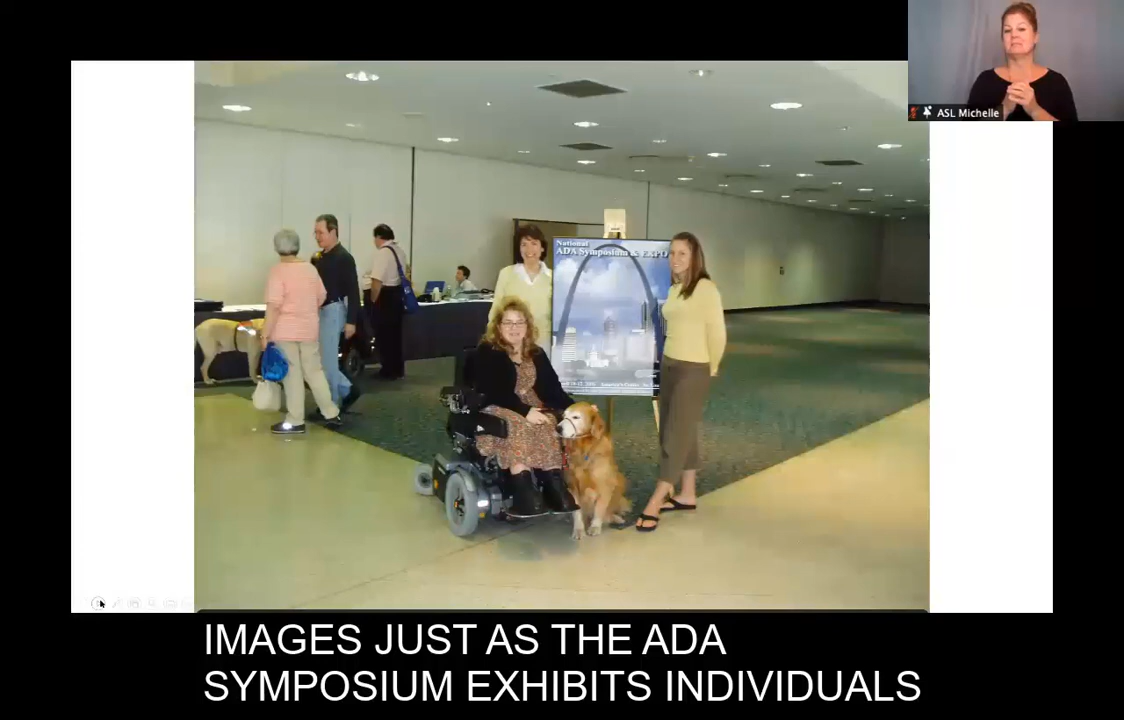 ASL Michelle
National
ADA Symposium & EXPO
IMAGES JUST AS THE ADA
SYMPOSIUM EXHIBITS INDIVIDUALS